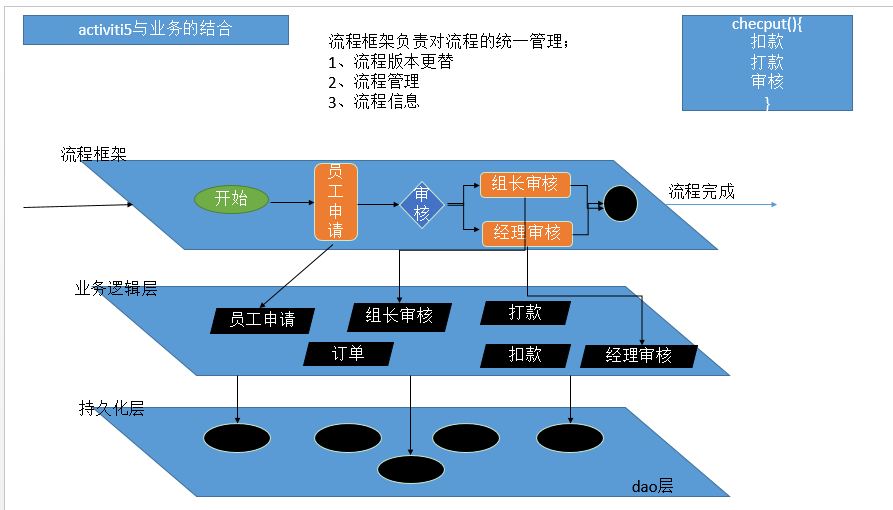 activiti5与业务的结合
流程框架负责对流程的统一管理；
1、流程版本更替
2、流程管理
3、流程信息
checput(){
扣款
打款
审核
}
流程框架
开始
员工申请
审核
组长审核
经理审核
流程完成
业务逻辑层
员工申请
组长审核
打款
订单
扣款
经理审核
持久化层
dao层